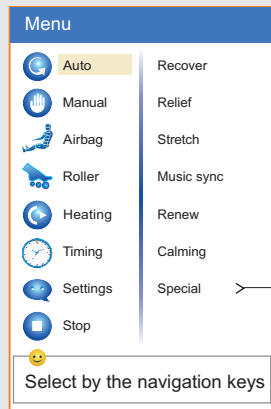 Menu
Auto Recover
Manual Relief
Airbag Stretch
Roller Music sync
Heating Renew
Timing Calming
Settings Special
Stop
Select by the navigation keys